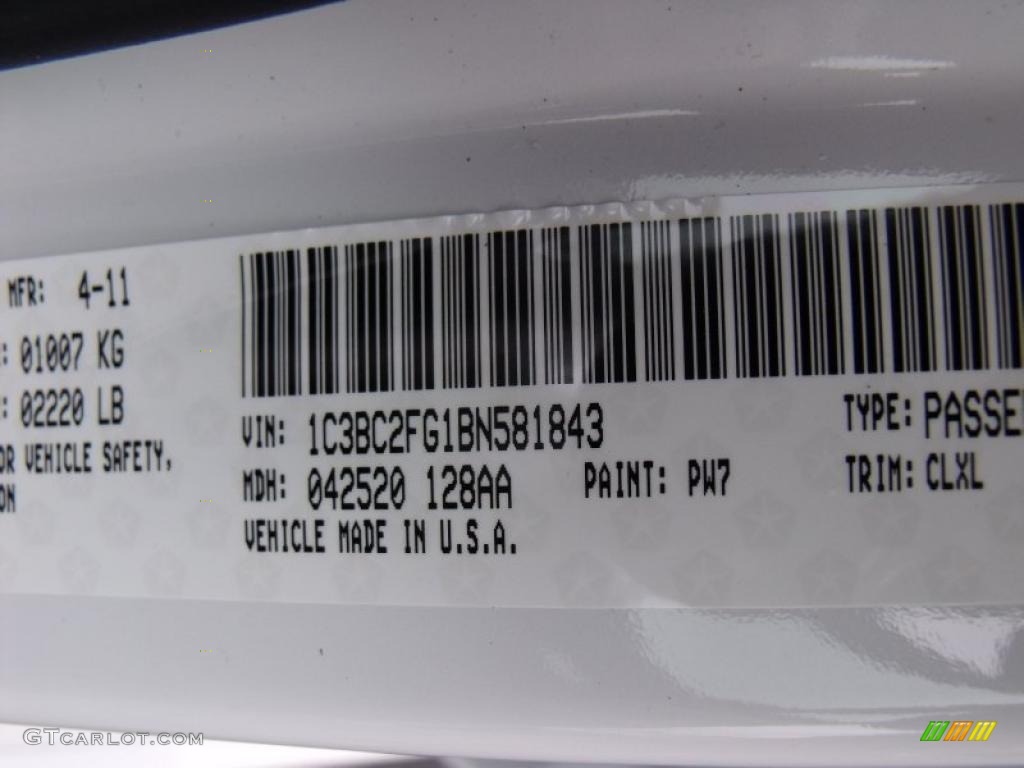 MFR: 4-11
: 01007 KG
: 02220 LB
OR VEHICLE SAFETY,
ON
VIN: 1C3BC2FG1BN581843
MDH: 042520 128AA
PAINT: PW7
VEHICLE MADE IN U.S.A.
TYPE: PASSE
TRIM: CLXL
GTCARLOT.COM